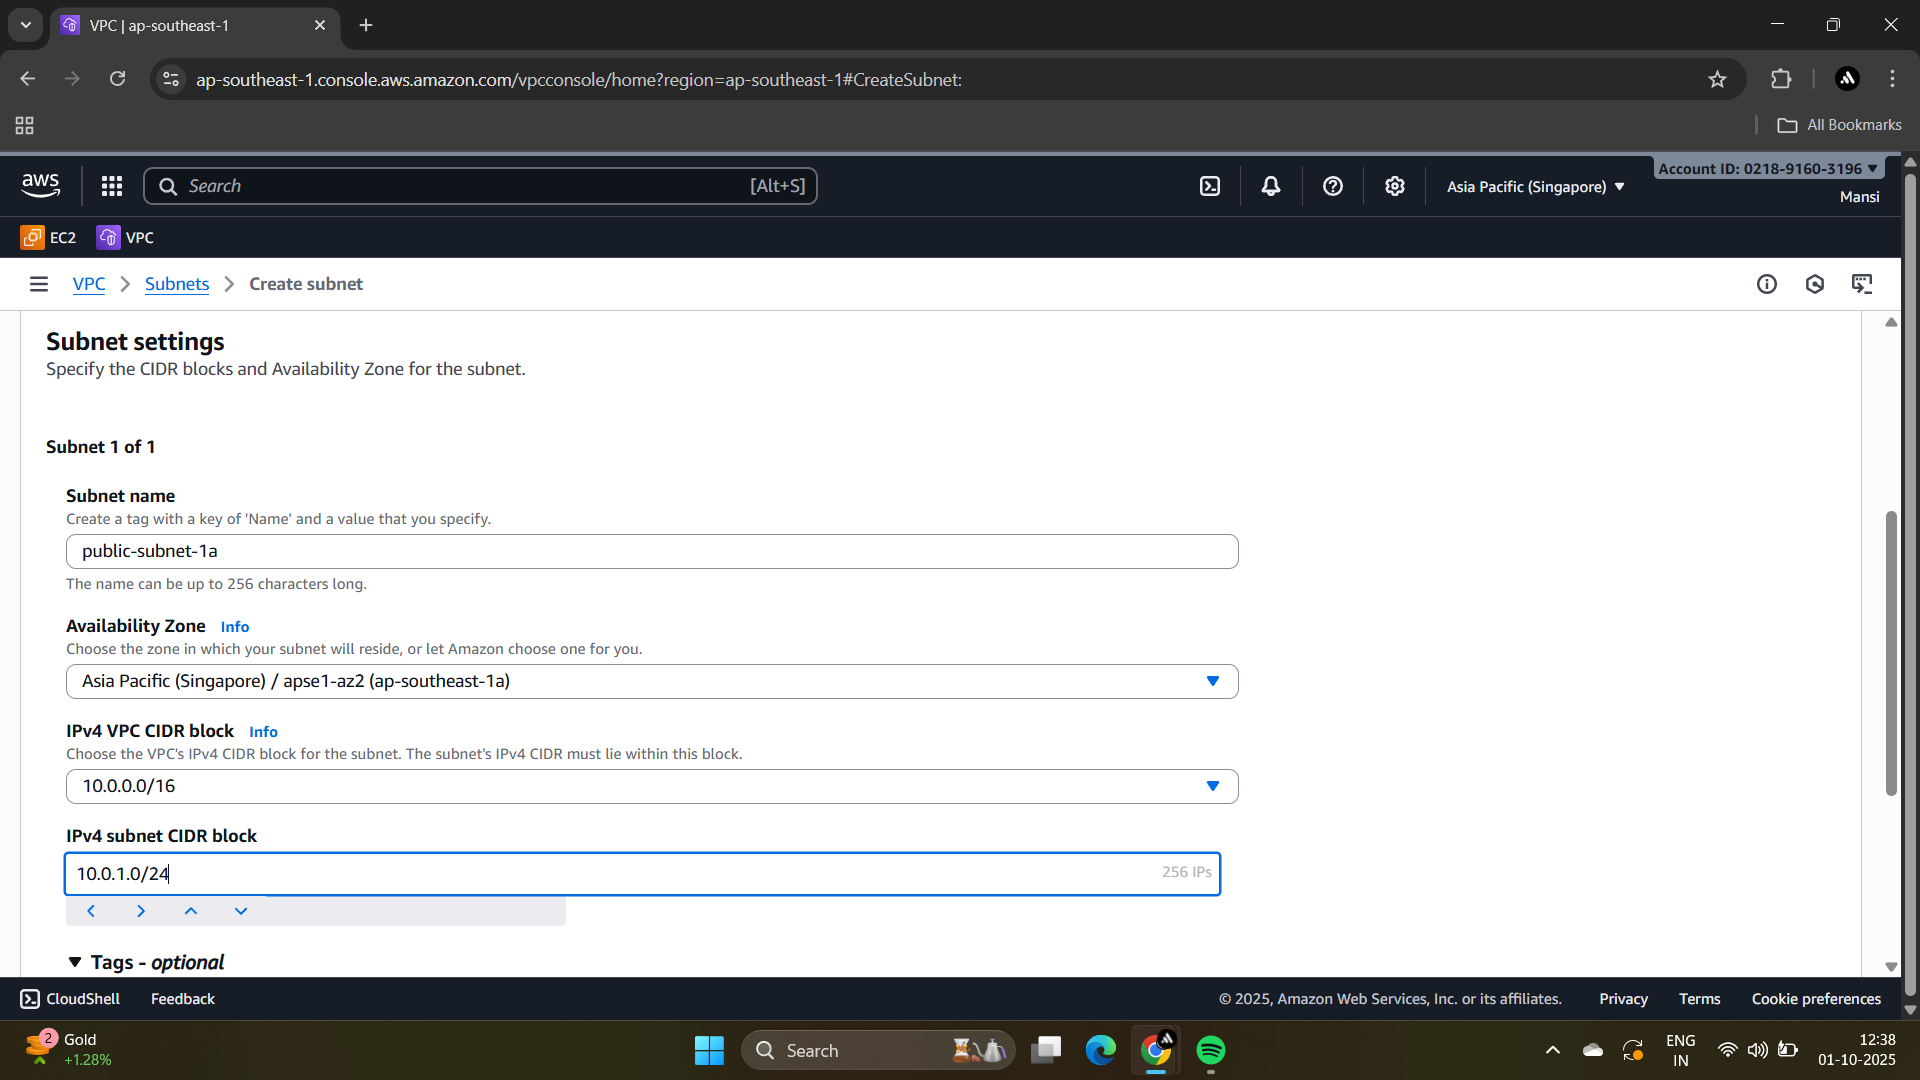 VPC | ap-southeast-1
ap-southeast-1.console.aws.amazon.com/vpcconsole/home?region=ap-southeast-1#CreateSubnet:
All Bookmarks
aws
Search
[Alt+S]
Asia Pacific (Singapore)
Account ID: 0218-9160-3196
Mansi
EC2
VPC
VPC
Subnets
Create subnet
Subnet settings
Specify the CIDR blocks and Availability Zone for the subnet.
Subnet 1 of 1
Subnet name
Create a tag with a key of 'Name' and a value that you specify.
public-subnet-1a
The name can be up to 256 characters long.
Availability Zone Info
Choose the zone in which your subnet will reside, or let Amazon choose one for you.
Asia Pacific (Singapore) / apse1-az2 (ap-southeast-1a)
IPv4 VPC CIDR block Info
Choose the VPC's IPv4 CIDR block for the subnet. The subnet's IPv4 CIDR must lie within this block.
10.0.0.0/16
IPv4 subnet CIDR block
10.0.1.0/24
256 IPs
Tags - optional
CloudShell
Feedback
© 2025, Amazon Web Services, Inc. or its affiliates.
Privacy
Terms
Cookie preferences
2
Gold
+1.28%
Search
ENG
IN
12:38
01-10-2025